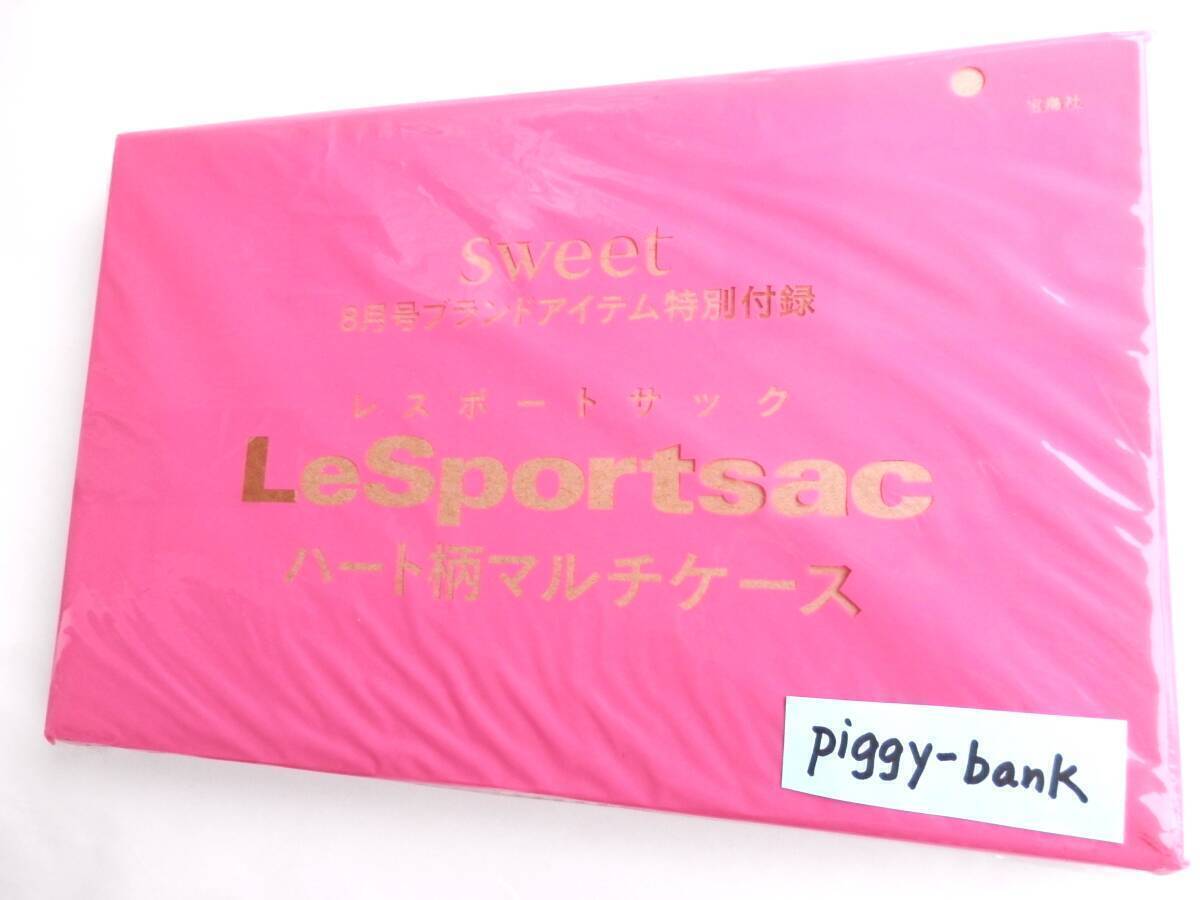 宝島社
sweet
8月号ブランドアイテム特別付録
レスポートサック
LeSportsac
ハート柄マルチケース
piggy-bank